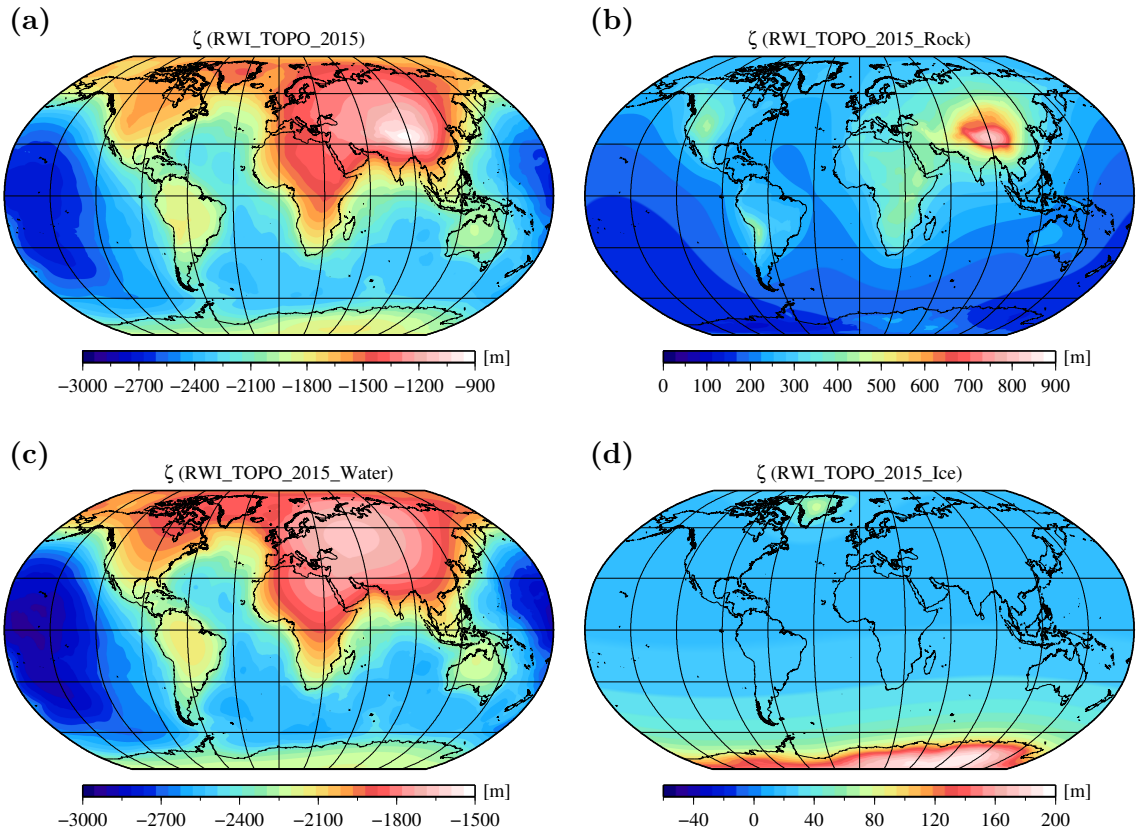 (a)
ζ (RWI_TOPO_2015)
[m]
−3000 −2700 −2400 −2100 −1800 −1500 −1200 −900
(b)
ζ (RWI_TOPO_2015_Rock)
[m]
0 100 200 300 400 500 600 700 800 900
(c)
ζ (RWI_TOPO_2015_Water)
[m]
−3000 −2700 −2400 −2100 −1800 −1500
(d)
ζ (RWI_TOPO_2015_Ice)
[m]
−40 0 40 80 120 160 200